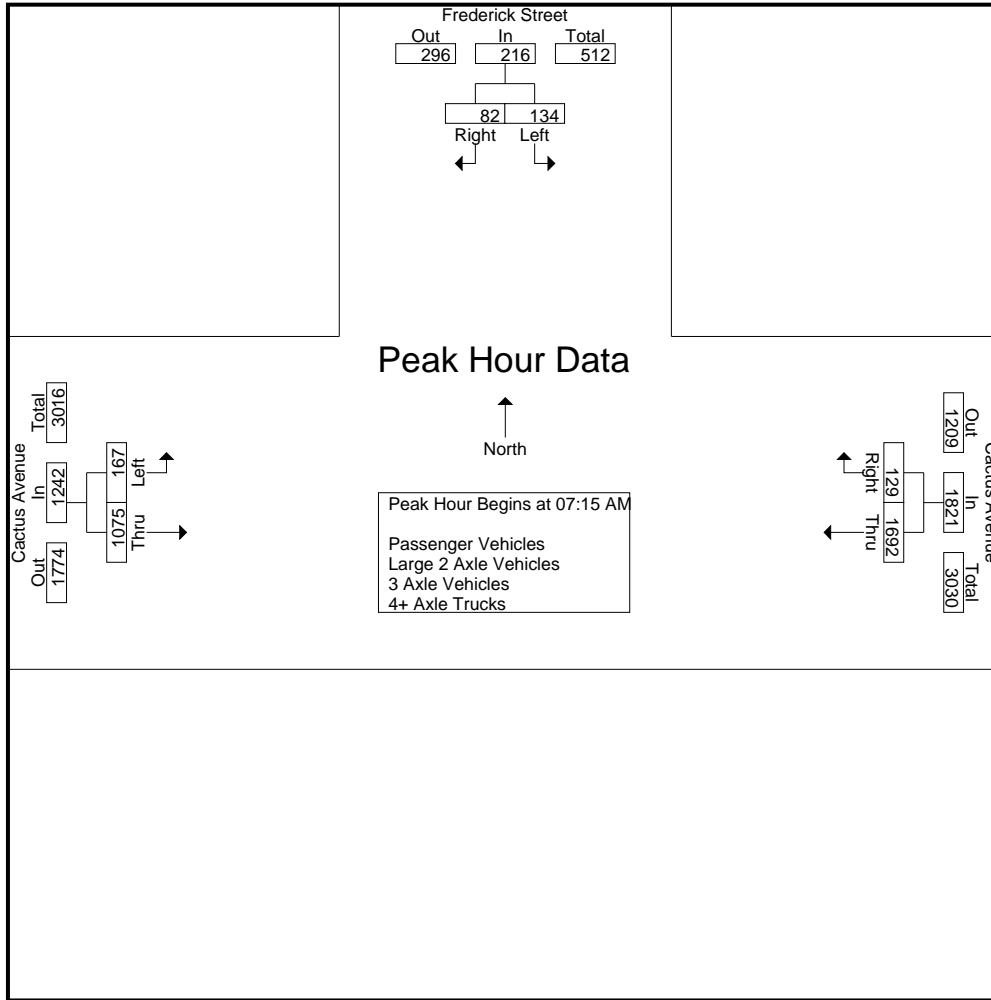 Frederick Street
Out In Total
296 216 512
82 134
Right Left
Peak Hour Data
North
Peak Hour Begins at 07:15 AM
Passenger Vehicles
Large 2 Axle Vehicles
3 Axle Vehicles
4+ Axle Trucks
Cactus Avenue
Out In Total
1774 1242 3016
1075 167
Thru Left
Cactus Avenue
Out In Total
1209 1821 3030
129 1692
Right Thru